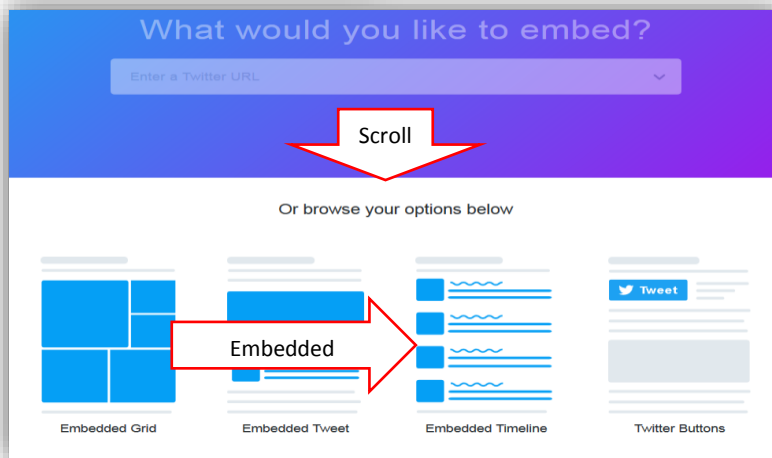 What would you like to embed?
Enter a Twitter URL
Scroll
Or browse your options below
Tweet
Embedded
Embedded Grid
Embedded Tweet
Embedded Timeline
Twitter Buttons